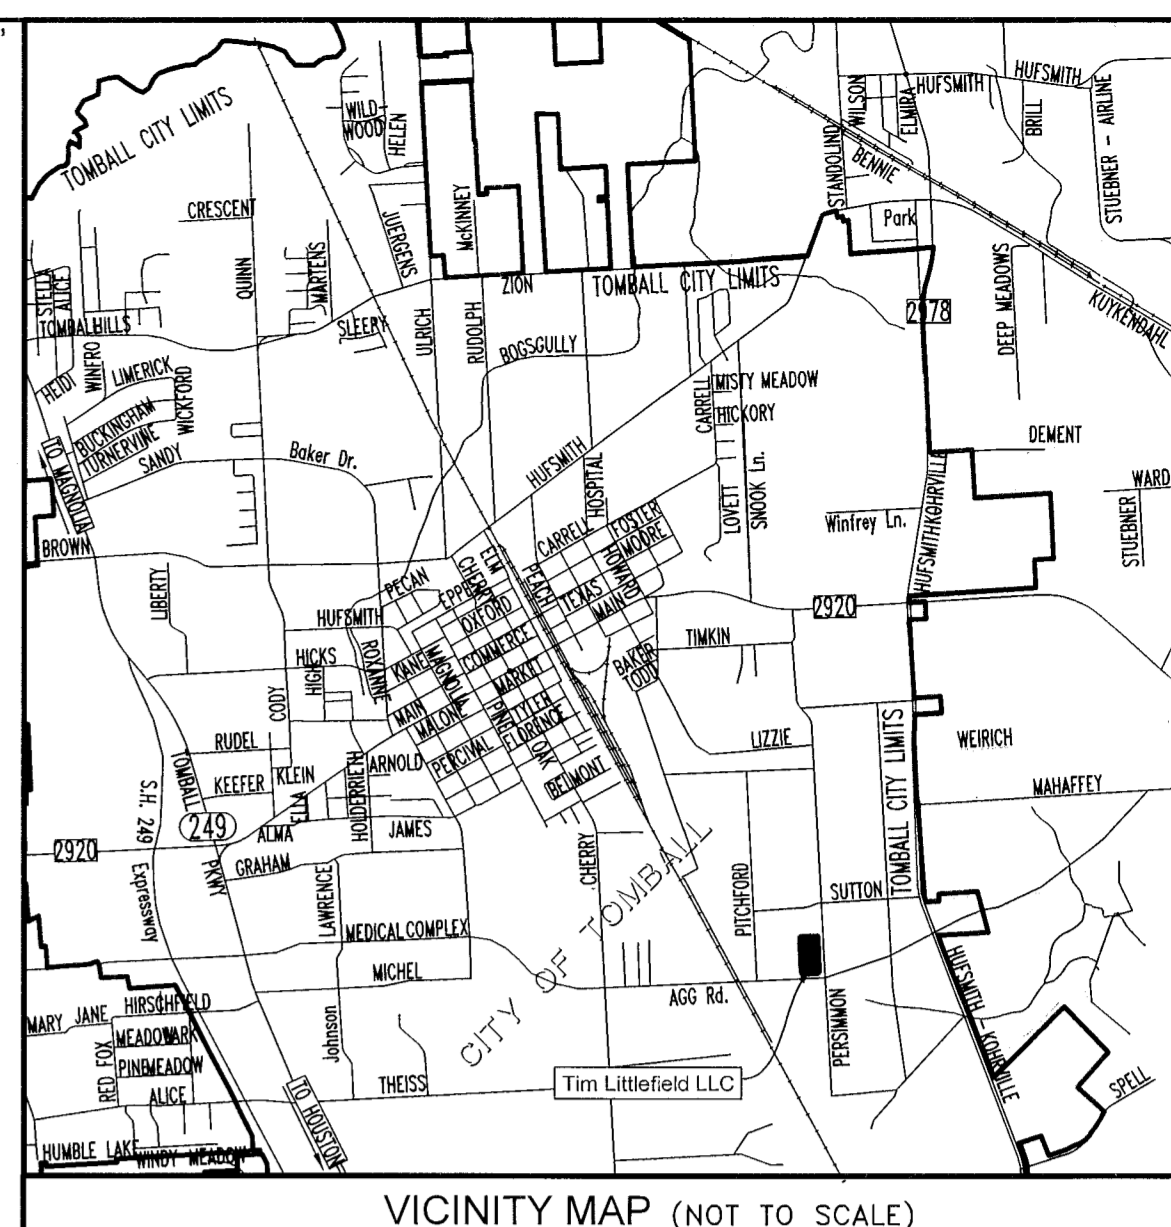 TOMBALL CITY LIMITS
WILD-
WOOD
HELEN
McKINNEY
JUERGENS
CRESCENT
QUINN
MARTENS
STELLA
ALICE
TOMBALHILLS
HEIDI
WINFRO
LIMERICK
WICKFORD
BUCKINGHAM
TURNERVINE
SANDY
TO MAGNOLIA
BROWN
SLEEPY
ULRICH
RUDOLPH
ZION
TOMBALL CITY LIMITS
BOGSGULLY
WILSON
ELMIRA
HUFSMITH
HUFSMITH
BRILL
STUEBNER - AIRLINE
STANDOLIND
BENNIE
Park
KUYKENDAHL
2978
DEEP MEADOWS
CARRELL
MISTY MEADOW
HICKORY
DEMENT
WARD
STUEBNER
Baker Dr.
HUFSMITH
HOSPITAL
LOVETT
SNOOK Ln.
Winfrey Ln.
HUFSMITHKOHRVILLE
LIBERTY
PECAN
EPPE
ELM
CHERRY
OXFORD
PEACH
CARRELL
FOSTER
MOORE
HOWARD
TEXAS
MAIN
2920
HUFSMITH
ROXANNE
HICKS
HIGH
CODY
KANE
MAGNOLIA
COMMERCE
MARKET
MAIN
MALONE
PINE
TYLER
FLORENCE
OAK
PERCIVAL
BELMONT
BAKER
TODD
TIMKIN
LIZZIE
TOMBALL CITY LIMITS
WEIRICH
MAHAFFEY
RUDEL
KEEFER
KLEIN
ELLA
HOLDERRIETH
ARNOLD
TOMBALL
PKWY
249
S.H. 249 Expressway
2920
ALMA
JAMES
GRAHAM
LAWRENCE
CHERRY
PITCHFORD
SUTTON
MEDICAL COMPLEX
MICHEL
CITY OF TOMBALL
AGG Rd.
PERSIMMON
HUFSMITH - KOHRVILLE
MARY JANE
HIRSCHFIELD
MEADOWARK
PINEMEADOW
RED FOX
ALICE
Johnson
THEISS
TO HOUSTON
HUMBLE LAKE
WINDY MEADOW
Tim Littlefield LLC
SPELL
VICINITY MAP (NOT TO SCALE)